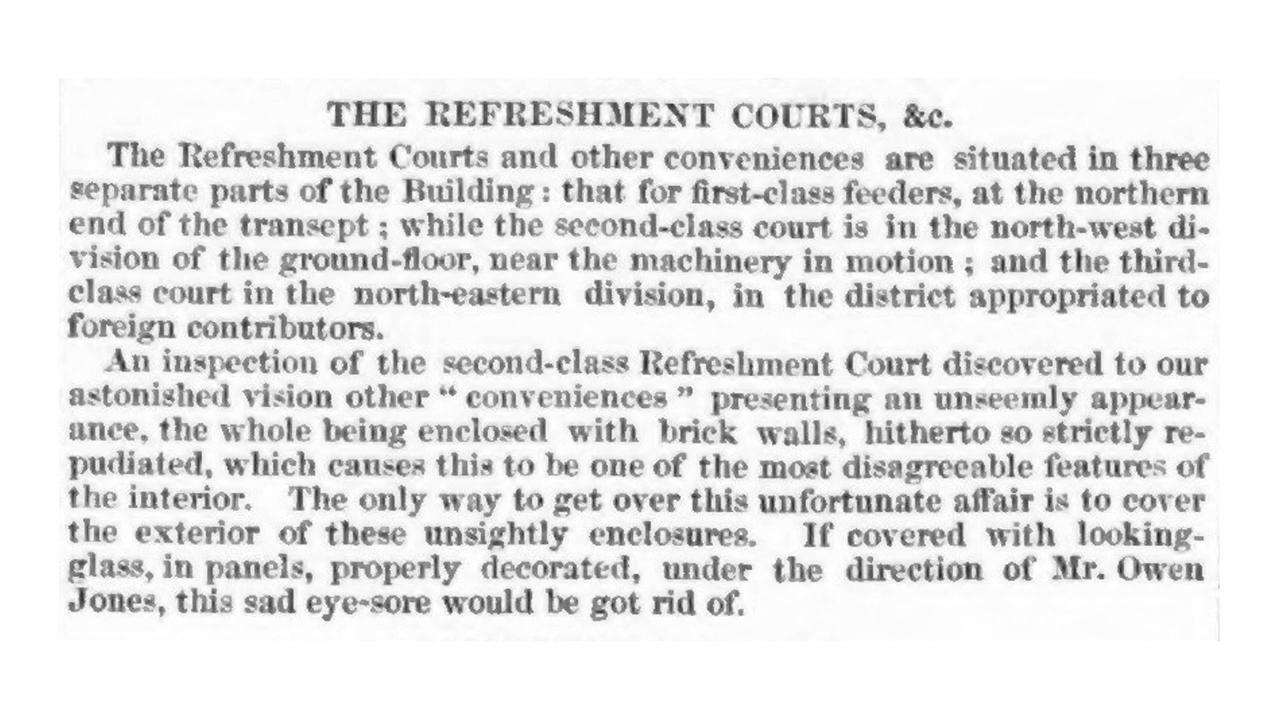 THE REFRESHMENT COURTS, &c.
The Refreshment Courts and other conveniences are situated in three
separate parts of the Building : that for first-class feeders, at the northern
end of the transept ; while the second-class court is in the north-west di-
vision of the ground-floor, near the machinery in motion ; and the third-
class court in the north-eastern division, in the district appropriated to
foreign contributors.
An inspection of the second-class Refreshment Court discovered to our
astonished vision other “ conveniences ” presenting an unseemly appear-
ance, the whole being enclosed with brick walls, hitherto so strictly re-
pudiated, which causes this to be one of the most disagreeable features of
the interior. The only way to get over this unfortunate affair is to cover
the exterior of these unsightly enclosures. If covered with looking-
glass, in panels, properly decorated, under the direction of Mr. Owen
Jones, this sad eye-sore would be got rid of.